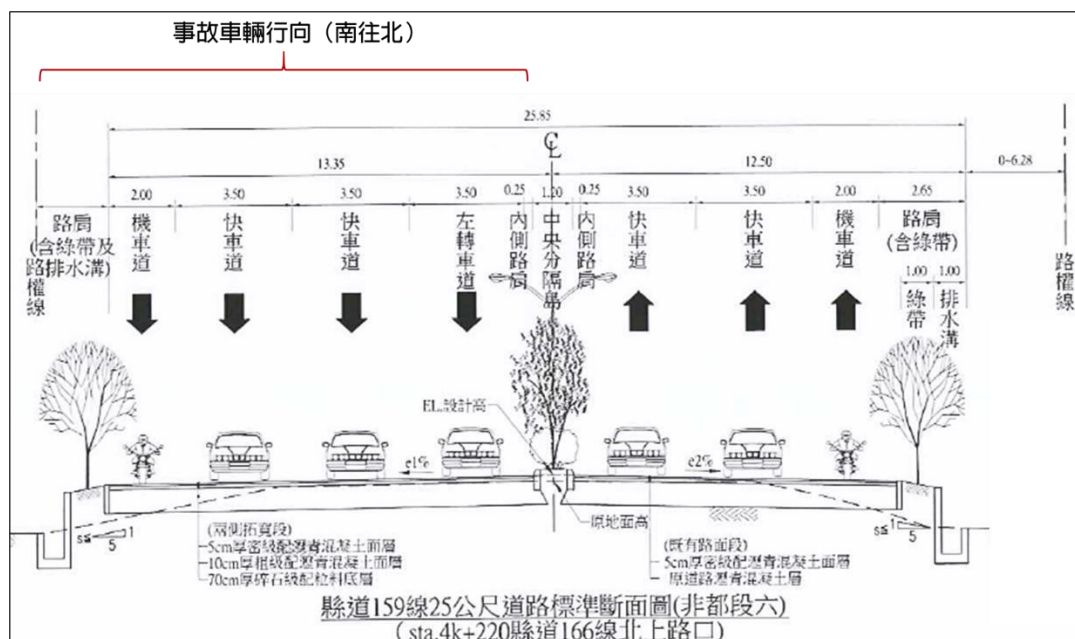 事故車輛行向（南往北）
25.85
℄
13.35
12.50
0~6.28
2.00
3.50
3.50
3.50
0.25
1.00
0.25
3.50
3.50
2.00
2.65
路肩
(含綠帶及
排水溝)
路權線
機車道
快車道
快車道
左轉車道
內側路肩
中央分隔島
內側路肩
快車道
快車道
機車道
路肩
(含綠帶)
1.00
1.00
綠帶
排水溝
路權線
EL.設計高
e1%
e2%
原地面高
s≦
1
5
s≦
1
5
(兩側拓寬段)
5cm厚密級配瀝青混凝土面層
10cm厚粗級配瀝青混凝土面層
70cm厚碎石級配粒料底層
(既有路面段)
5cm厚密級配瀝青混凝土面層
原道路瀝青混凝土層
縣道159線25公尺道路標準斷面圖(非都段六)
(sta.4k+220縣道166線北上路口)